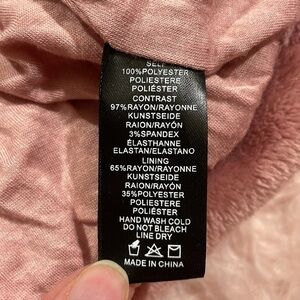 SELF
100%POLYESTER
POLIESTERE
POLIÉSTER
CONTRAST
97%RAYON/RAYONNE
KUNSTSEIDE
RAION/RAYÓN
3%SPANDEX
ÉLASTHANNE
ELASTAN/ELASTANO
LINING
65%RAYON/RAYONNE
KUNSTSEIDE
RAION/RAYÓN
35%POLYESTER
POLIESTERE
POLIÉSTER
HAND WASH COLD
DO NOT BLEACH
LINE DRY
MADE IN CHINA